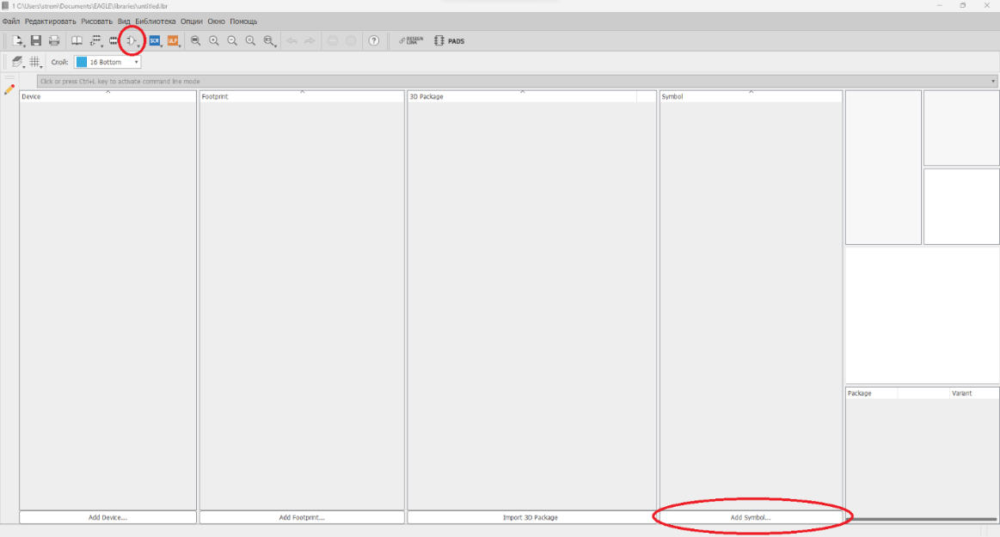 1 C:\Users\strem\Documents\EAGLE\libraries\untitled.lbr
Файл Редактировать Рисовать Вид Библиотека Опции Окно Помощь
SCR ULP ? DESIGN LINK PADS
Слой: 16 Bottom
Click or press Ctrl+L key to activate command line mode
Device Footprint 3D Package Symbol
Package Variant
Add Device... Add Footprint... Import 3D Package Add Symbol...